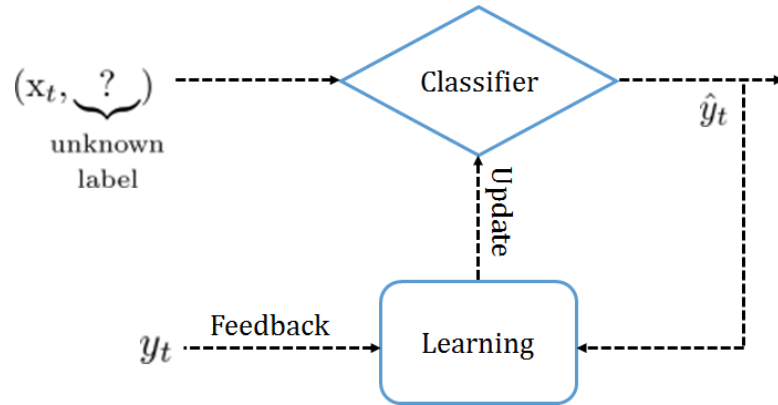 (x_t, ?)
unknown
label
Classifier
ŷ_t
Update
y_t
Feedback
Learning